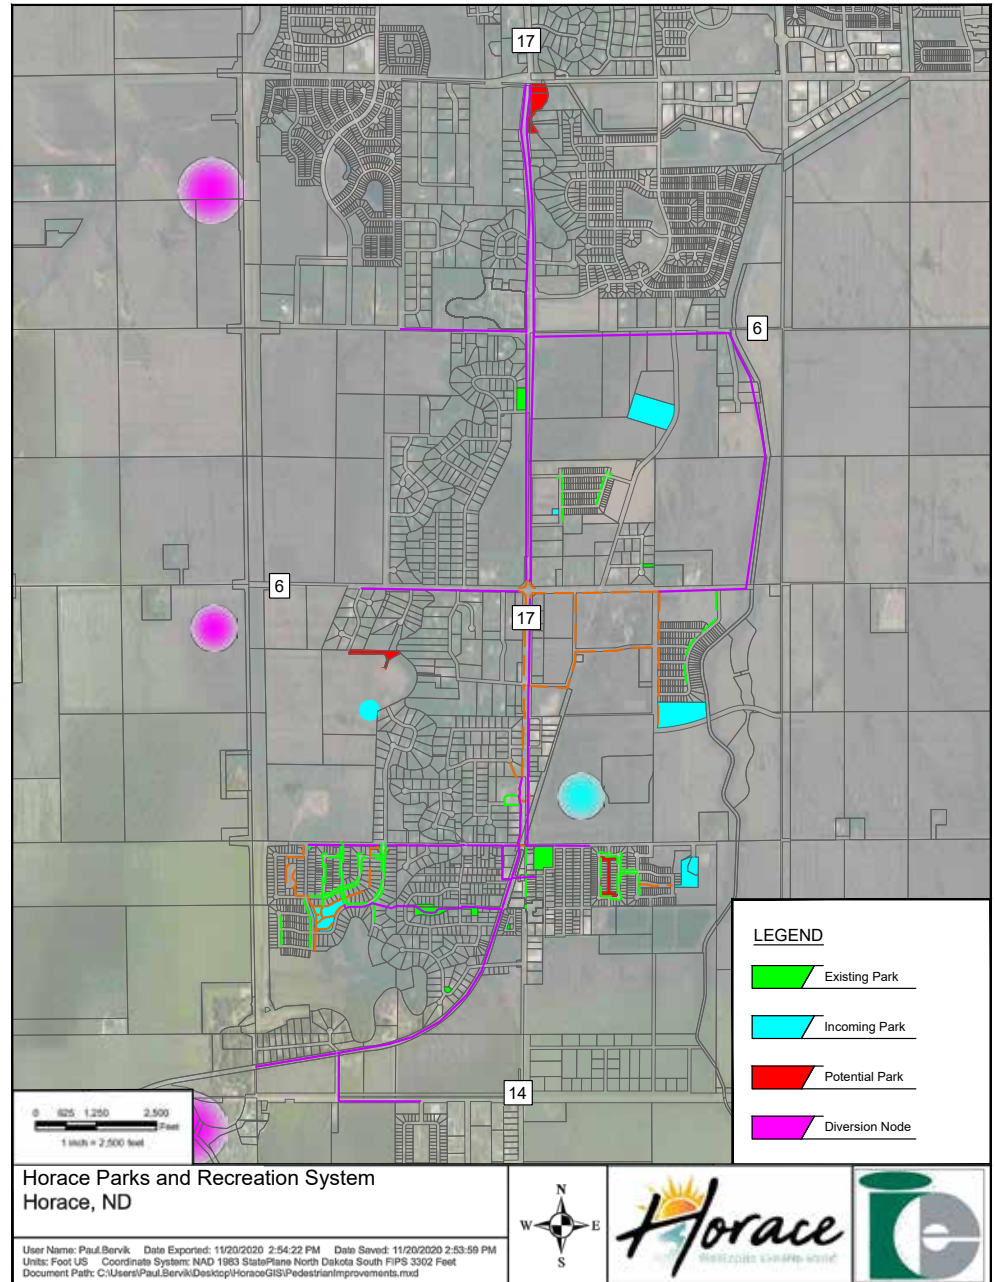 17
6
6
17
14
LEGEND
Existing Park
Incoming Park
Potential Park
Diversion Node
0 625 1,250 2,500
Feet
1 inch = 2,500 feet
Horace Parks and Recreation System
Horace, ND
N
W E
S
Horace
ie
User Name: Paul.Bervik Date Exported: 11/20/2020 2:54:22 PM Date Saved: 11/20/2020 2:53:59 PM
Units: Foot US Coordinate System: NAD 1983 StatePlane North Dakota South FIPS 3302 Feet
Document Path: C:\Users\Paul.Bervik\Desktop\HoraceGIS\PedestrianImprovements.mxd